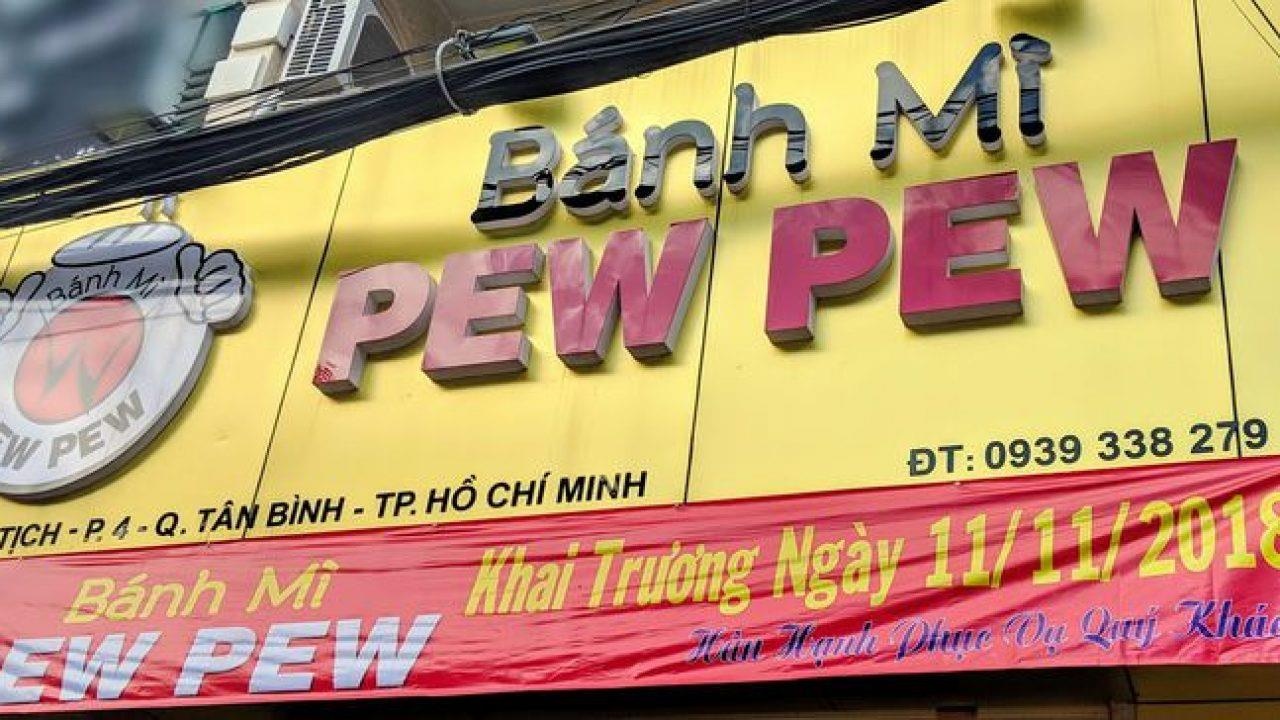 Bánh Mì
PEW PEW
Bánh Mì
W
EW PEW
ĐT: 0939 338 279
TỊCH - P. 4 - Q. TÂN BÌNH - TP. HỒ CHÍ MINH
Khai Trương Ngày 11/11/2018
Bánh Mì
EW PEW
Hân Hạnh Phục Vụ Quý Khác